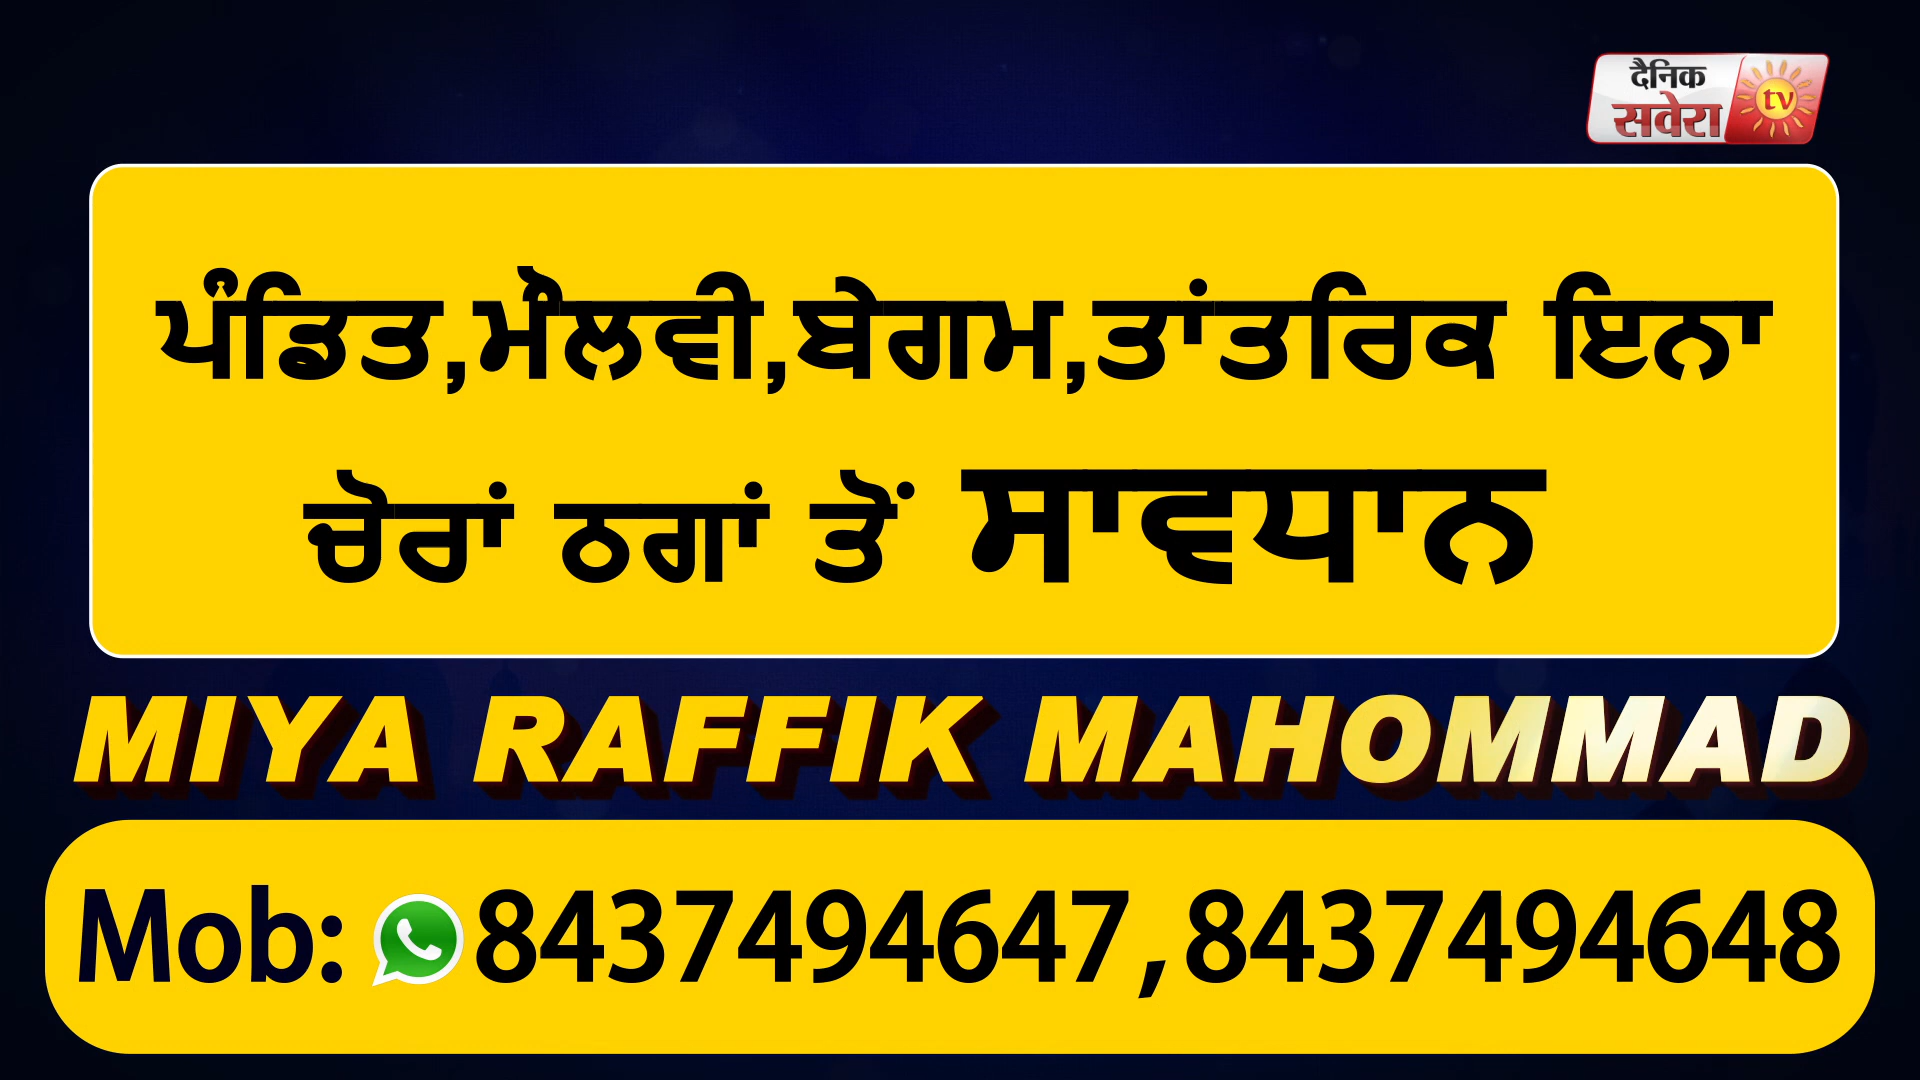 दैनिक
सवेरा tv
ਪੰਡਿਤ,ਮੌਲਵੀ,ਬੇਗਮ,ਤਾਂਤਰਿਕ ਇਨਾ
ਚੋਰਾਂ ਠਗਾਂ ਤੋਂ ਸਾਵਧਾਨ
MIYA RAFFIK MAHOMMAD
Mob: 8437494647,8437494648